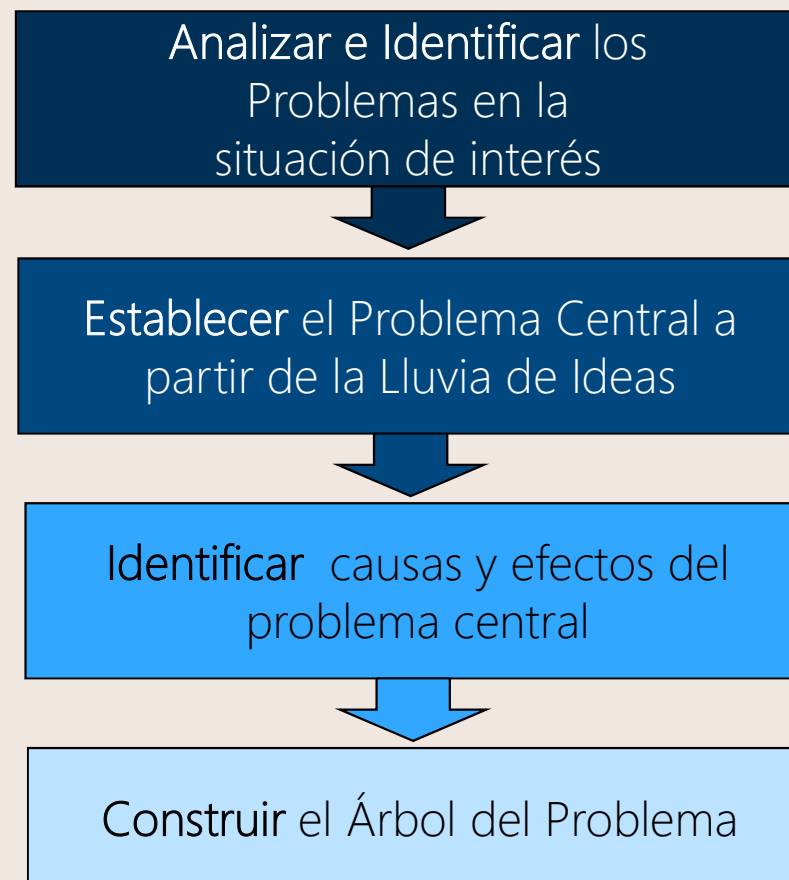 Analizar e Identificar los
Problemas en la
situación de interés
Establecer el Problema Central a
partir de la Lluvia de Ideas
Identificar causas y efectos del
problema central
Construir el Árbol del Problema